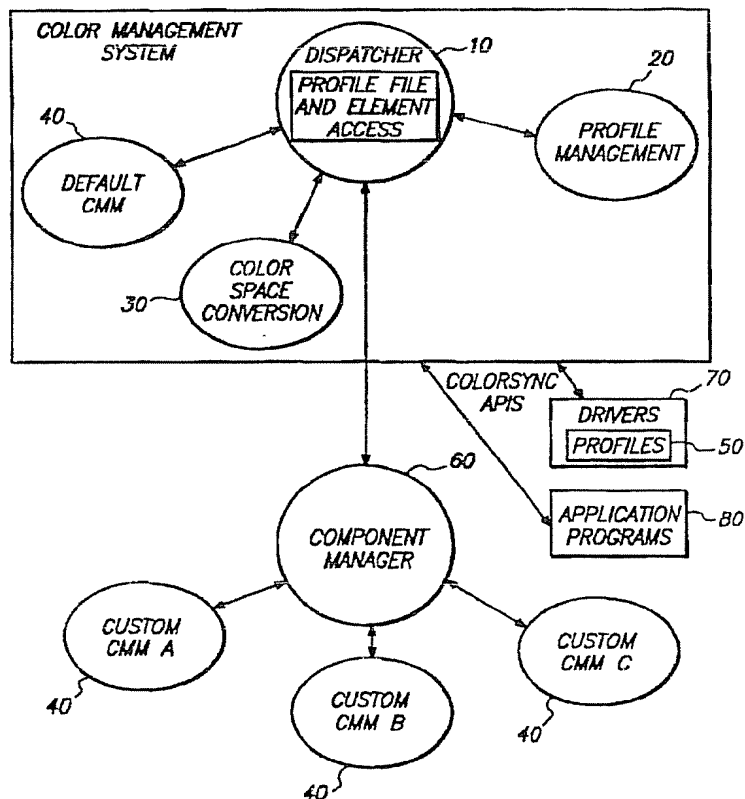 COLOR MANAGEMENT
SYSTEM
DISPATCHER
10
PROFILE FILE
AND ELEMENT
ACCESS
20
PROFILE
MANAGEMENT
40
DEFAULT
CMM
COLOR
SPACE
CONVERSION
30
COLORSYNC
APIS
70
DRIVERS
PROFILES
50
60
COMPONENT
MANAGER
APPLICATION
PROGRAMS
80
CUSTOM
CMM A
40
CUSTOM
CMM B
40
CUSTOM
CMM C
40